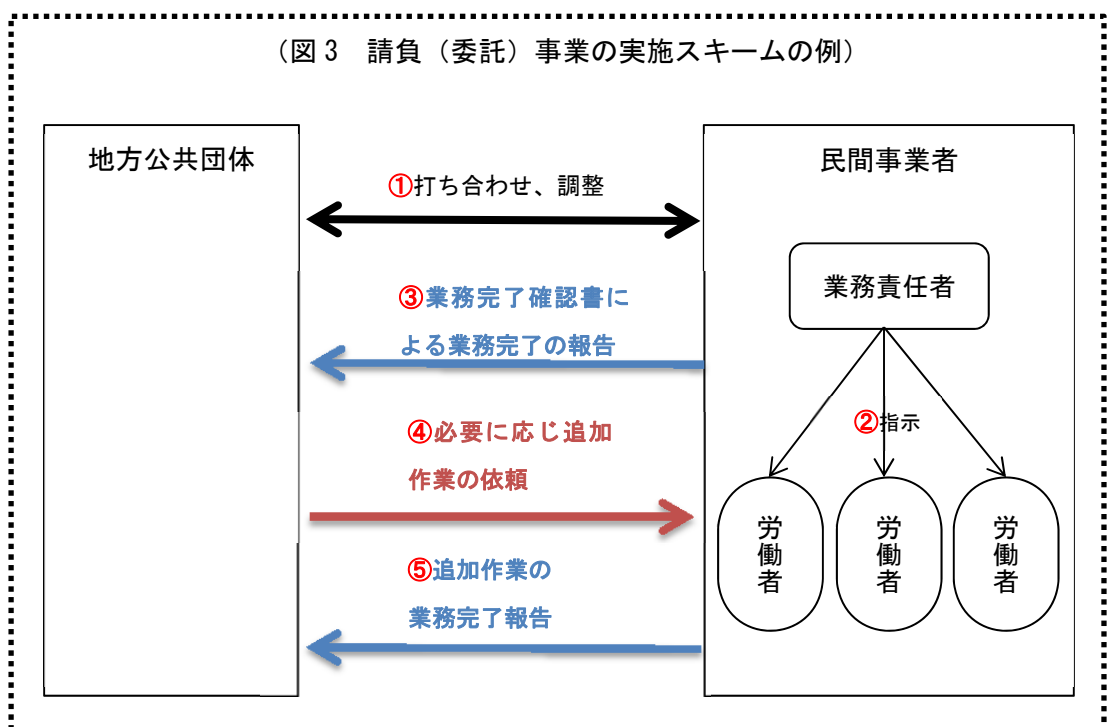 （図３　請負（委託）事業の実施スキームの例）
地方公共団体
民間事業者
①打ち合わせ、調整
業務責任者
②指示
③業務完了確認書に
よる業務完了の報告
④必要に応じ追加
作業の依頼
⑤追加作業の
業務完了報告
労働者
労働者
労働者